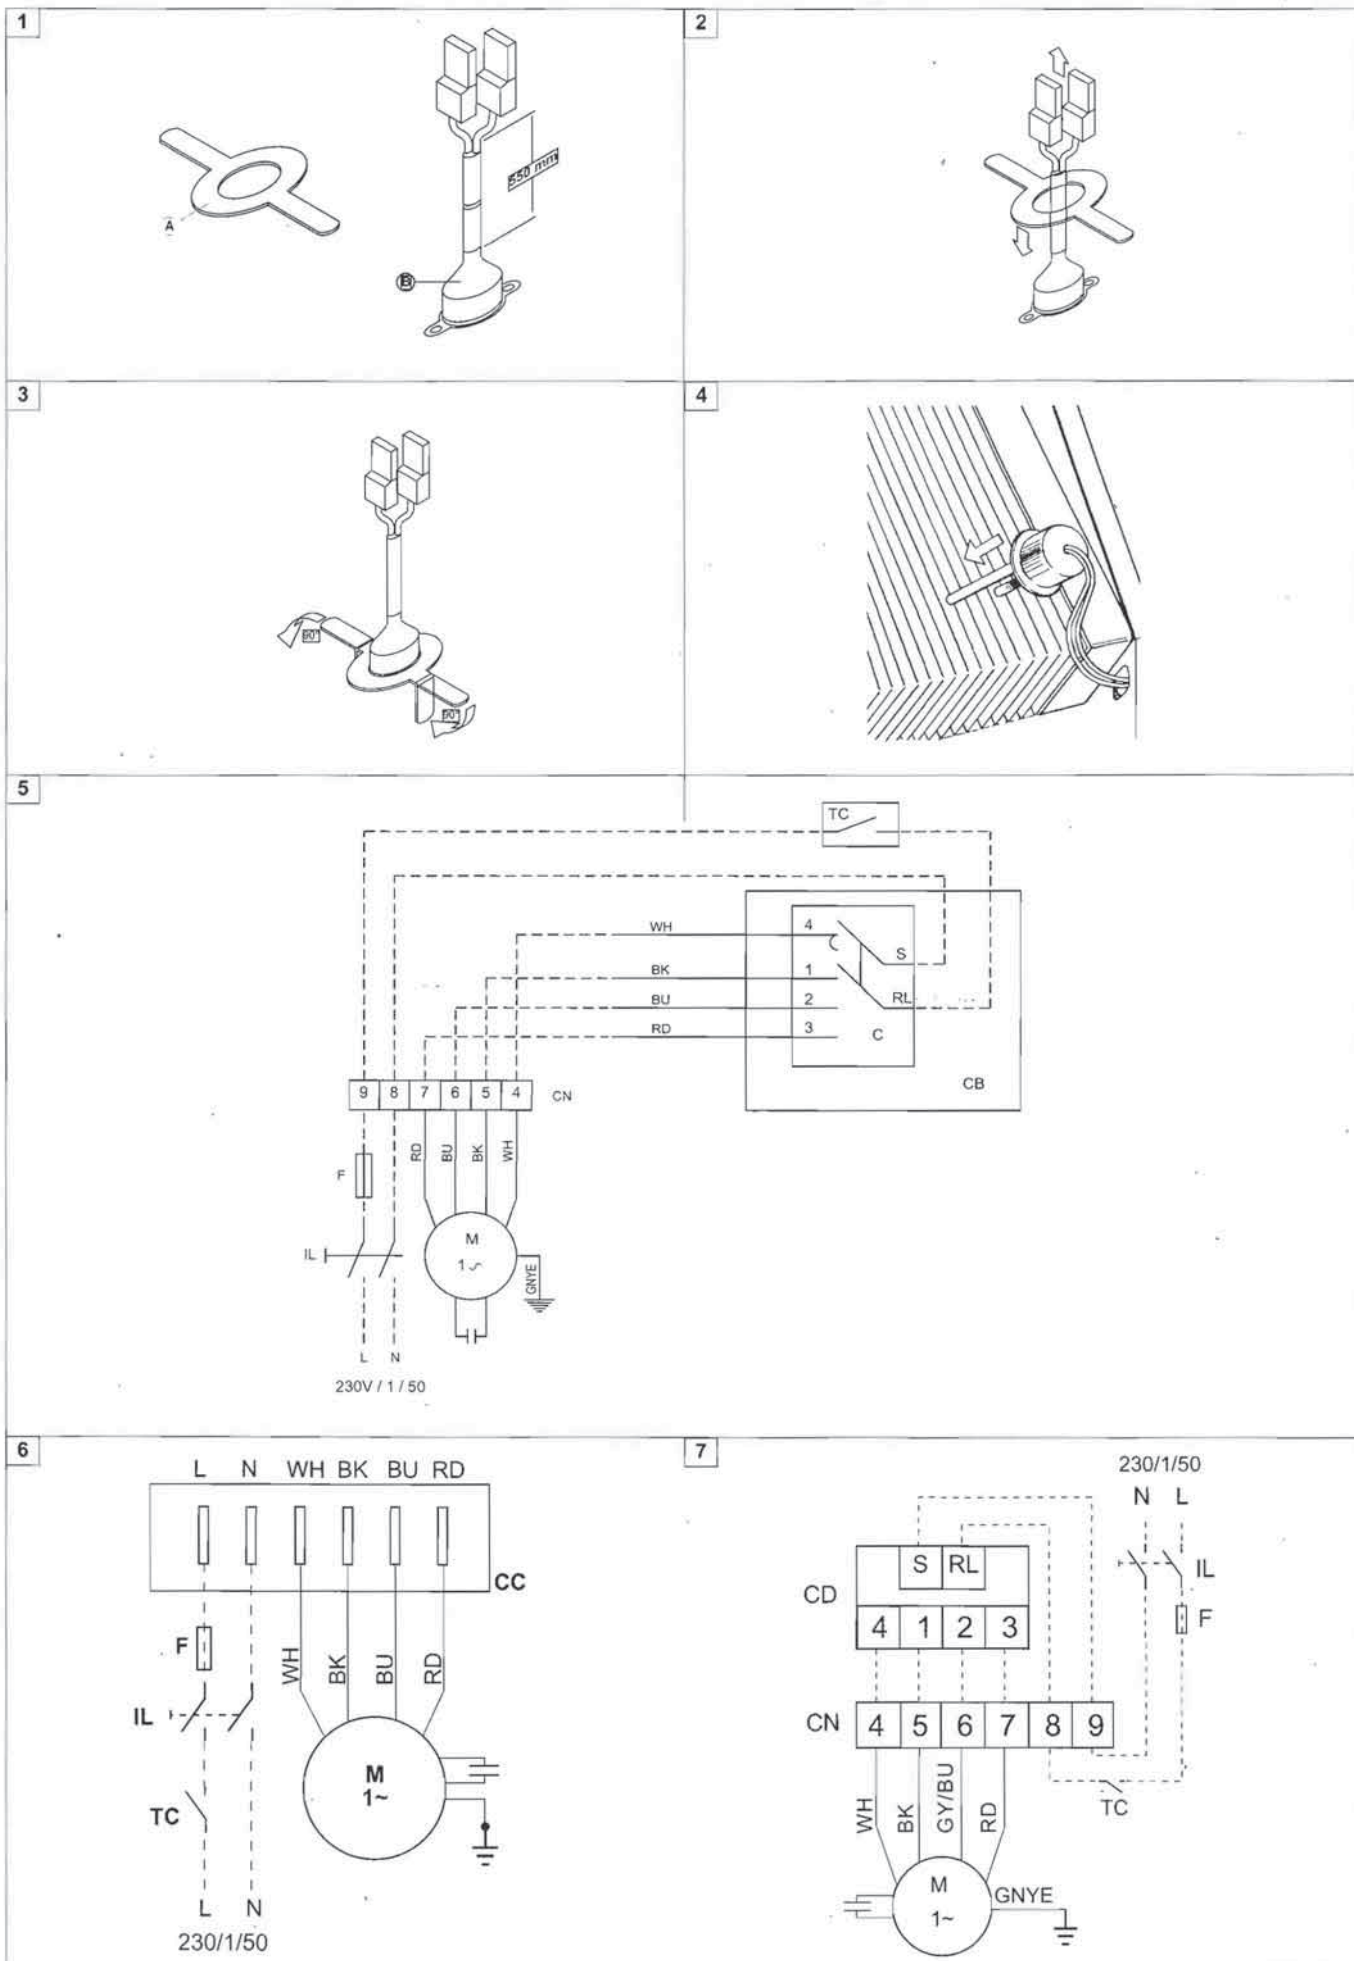 1
550 mm
A
B
2
3
90°
90°
4
5
TC
WH
4
S
BK
1
BU
2
RL
RD
3
C
CB
9 8 7 6 5 4 CN
RD BU BK WH
F
M
1~
IL
GNYE
L N
230V / 1 / 50
6
L N WH BK BU RD
CC
F
WH BK BU RD
IL
M
1~
TC
L N
230/1/50
7
230/1/50
N L
S RL
IL
CD
F
4 1 2 3
CN 4 5 6 7 8 9
WH BK GY/BU RD
TC
M
1~
GNYE